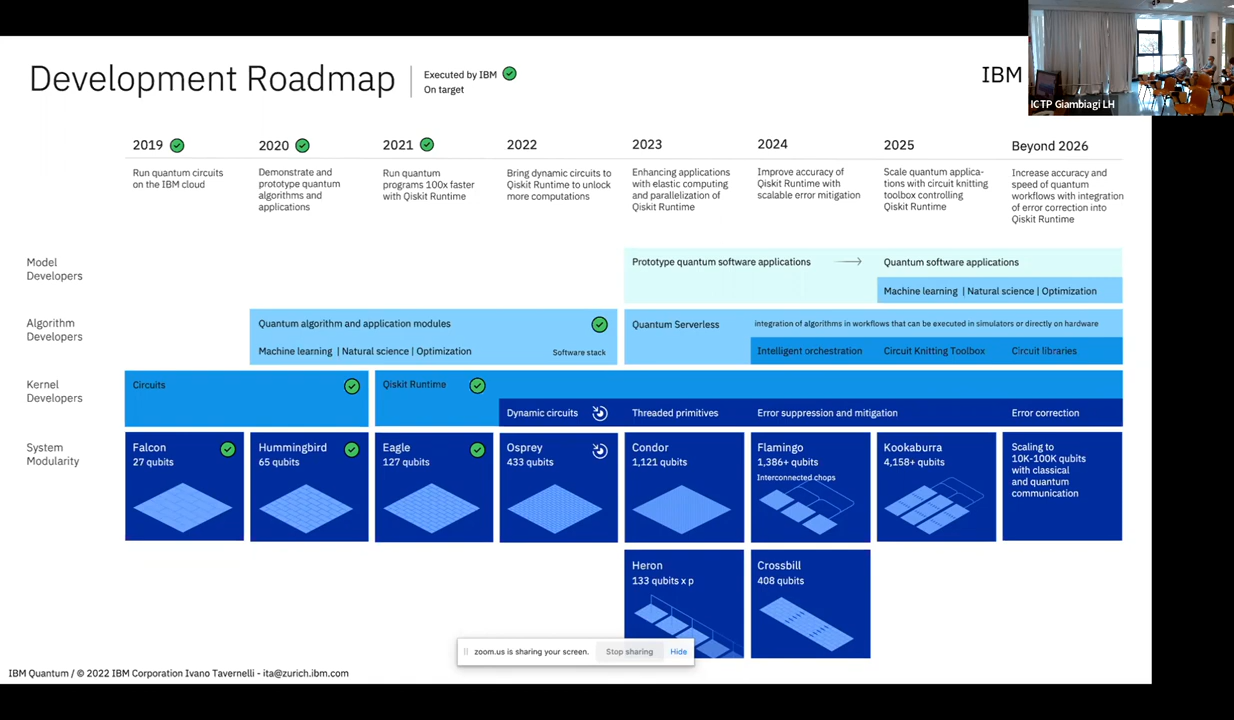 Development Roadmap
Executed by IBM
On target
IBM
ICTP Giambiagi LH
2019
Run quantum circuits
on the IBM cloud
2020
Demonstrate and
prototype quantum
algorithms and
applications
2021
Run quantum
programs 100x faster
with Qiskit Runtime
2022
Bring dynamic circuits to
Qiskit Runtime to unlock
more computations
2023
Enhancing applications
with elastic computing
and parallelization of
Qiskit Runtime
2024
Improve accuracy of
Qiskit Runtime with
scalable error mitigation
2025
Scale quantum applica-
tions with circuit knitting
toolbox controlling
Qiskit Runtime
Beyond 2026
Increase accuracy and
speed of quantum
workflows with integration
of error correction into
Qiskit Runtime
Model
Developers
Prototype quantum software applications
Quantum software applications
Machine learning | Natural science | Optimization
Algorithm
Developers
Quantum algorithm and application modules
Machine learning | Natural science | Optimization
Software stack
Quantum Serverless
integration of algorithms in workflows that can be executed in simulators or directly on hardware
Intelligent orchestration
Circuit Knitting Toolbox
Circuit libraries
Kernel
Developers
Circuits
Qiskit Runtime
Dynamic circuits
Threaded primitives
Error suppression and mitigation
Error correction
System
Modularity
Falcon
27 qubits
Hummingbird
65 qubits
Eagle
127 qubits
Osprey
433 qubits
Condor
1,121 qubits
Flamingo
1,386+ qubits
Interconnected chops
Kookaburra
4,158+ qubits
Scaling to
10K-100K qubits
with classical
and quantum
communication
Heron
133 qubits x p
Crossbill
408 qubits
zoom.us is sharing your screen.
Stop sharing
Hide
IBM Quantum / © 2022 IBM Corporation Ivano Tavernelli - ita@zurich.ibm.com